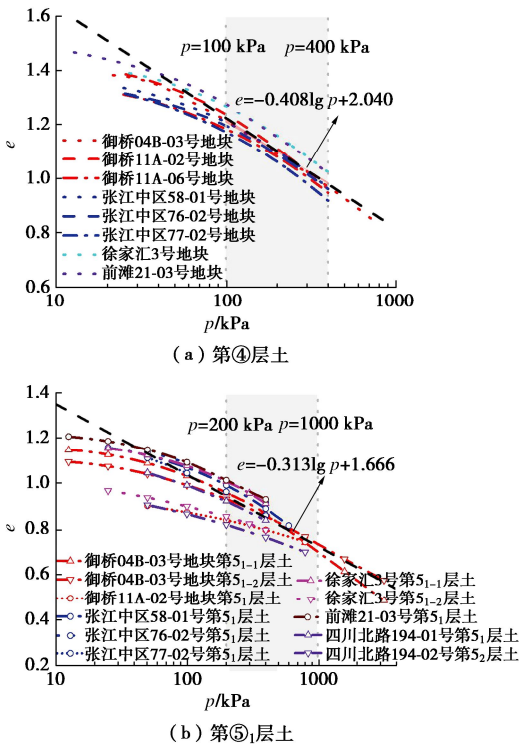 1.6
1.4
1.2
1.0
0.8
0.6
e
p=100 kPa p=400 kPa
e=-0.408lg p+2.040
御桥04B-03号地块
御桥11A-02号地块
御桥11A-06号地块
张江中区58-01号地块
张江中区76-02号地块
张江中区77-02号地块
徐家汇3号地块
前滩21-03号地块
10 100 1000
p/kPa
(a)第④层土
1.4
1.2
1.0
0.8
0.6
0.4
0.2
e
p=200 kPa p=1000 kPa
e=-0.313lg p+1.666
御桥04B-03号地块第5₁₋₁层土
御桥04B-03号地块第5₁₋₂层土 徐家汇3号第5₁₋₁层土
御桥11A-02号地块第5₁层土 徐家汇3号第5₁₋₂层土
张江中区58-01号第5₁层土 前滩21-03号第5₁层土
张江中区76-02号第5₁层土 四川北路194-01号第5₁层土
张江中区77-02号第5₁层土 四川北路194-02号第5₂层土
10 100 1000
p/kPa
(b)第⑤₁层土